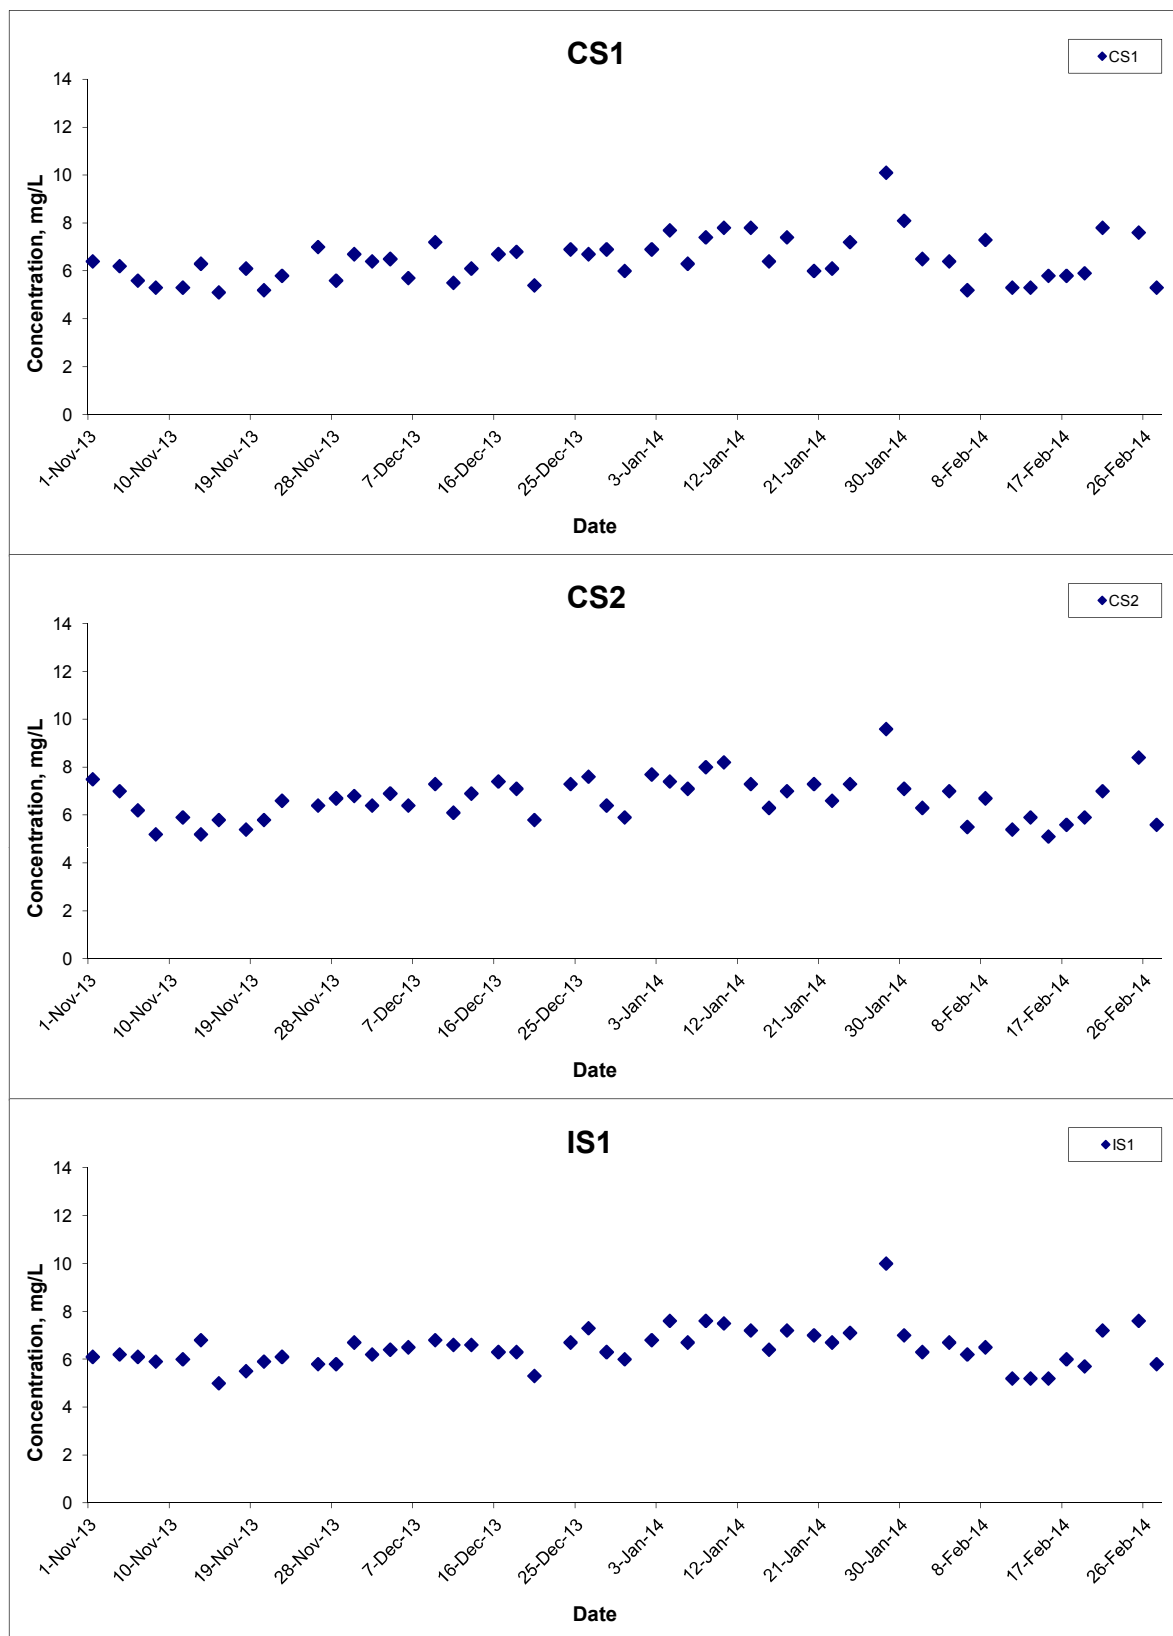 CS1
CS1
14
12
10
8
6
4
2
0
Concentration, mg/L
1-Nov-13
10-Nov-13
19-Nov-13
28-Nov-13
7-Dec-13
16-Dec-13
25-Dec-13
3-Jan-14
12-Jan-14
21-Jan-14
30-Jan-14
8-Feb-14
17-Feb-14
26-Feb-14
Date
CS2
CS2
14
12
10
8
6
4
2
0
Concentration, mg/L
1-Nov-13
10-Nov-13
19-Nov-13
28-Nov-13
7-Dec-13
16-Dec-13
25-Dec-13
3-Jan-14
12-Jan-14
21-Jan-14
30-Jan-14
8-Feb-14
17-Feb-14
26-Feb-14
Date
IS1
IS1
14
12
10
8
6
4
2
0
Concentration, mg/L
1-Nov-13
10-Nov-13
19-Nov-13
28-Nov-13
7-Dec-13
16-Dec-13
25-Dec-13
3-Jan-14
12-Jan-14
21-Jan-14
30-Jan-14
8-Feb-14
17-Feb-14
26-Feb-14
Date